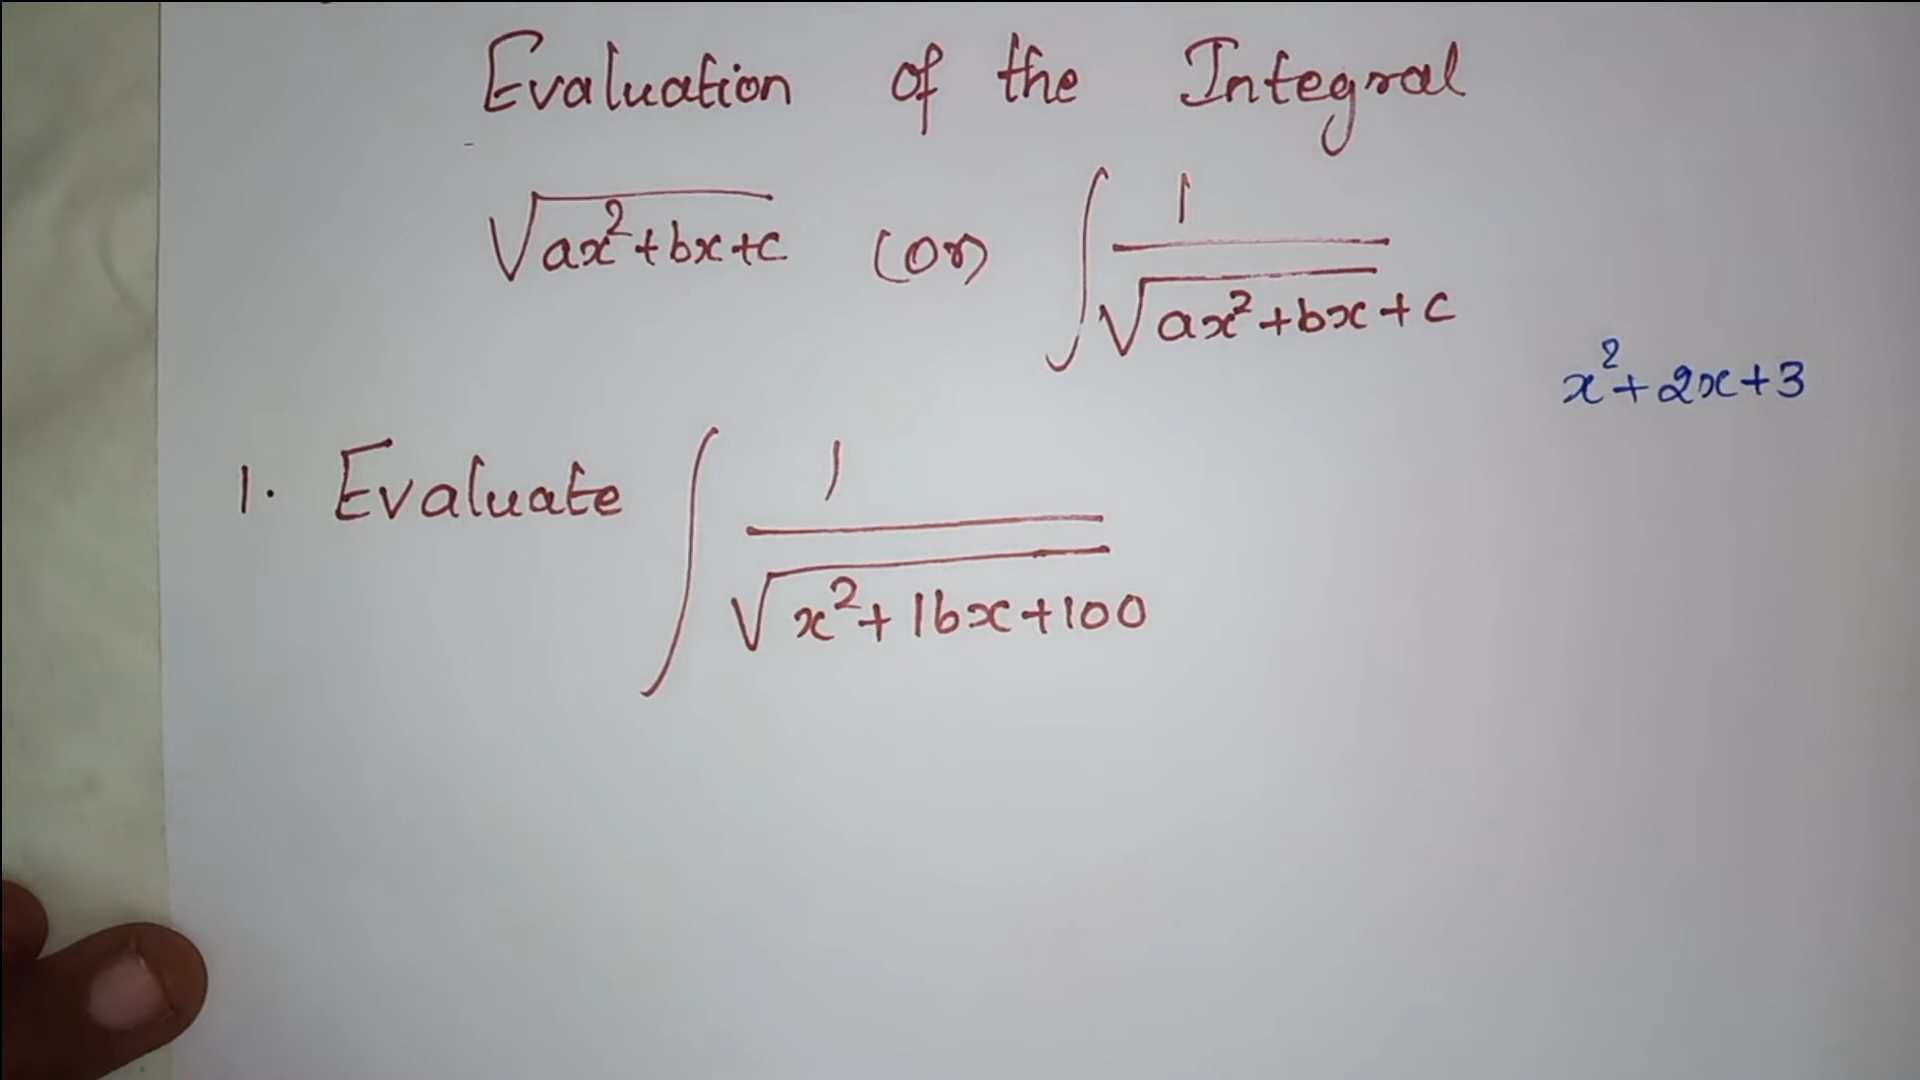 Evaluation of the Integral
√ax²+bx+c (or) ∫ 1/√ax²+bx+c
x²+2x+3
1. Evaluate ∫ 1/√x²+16x+100